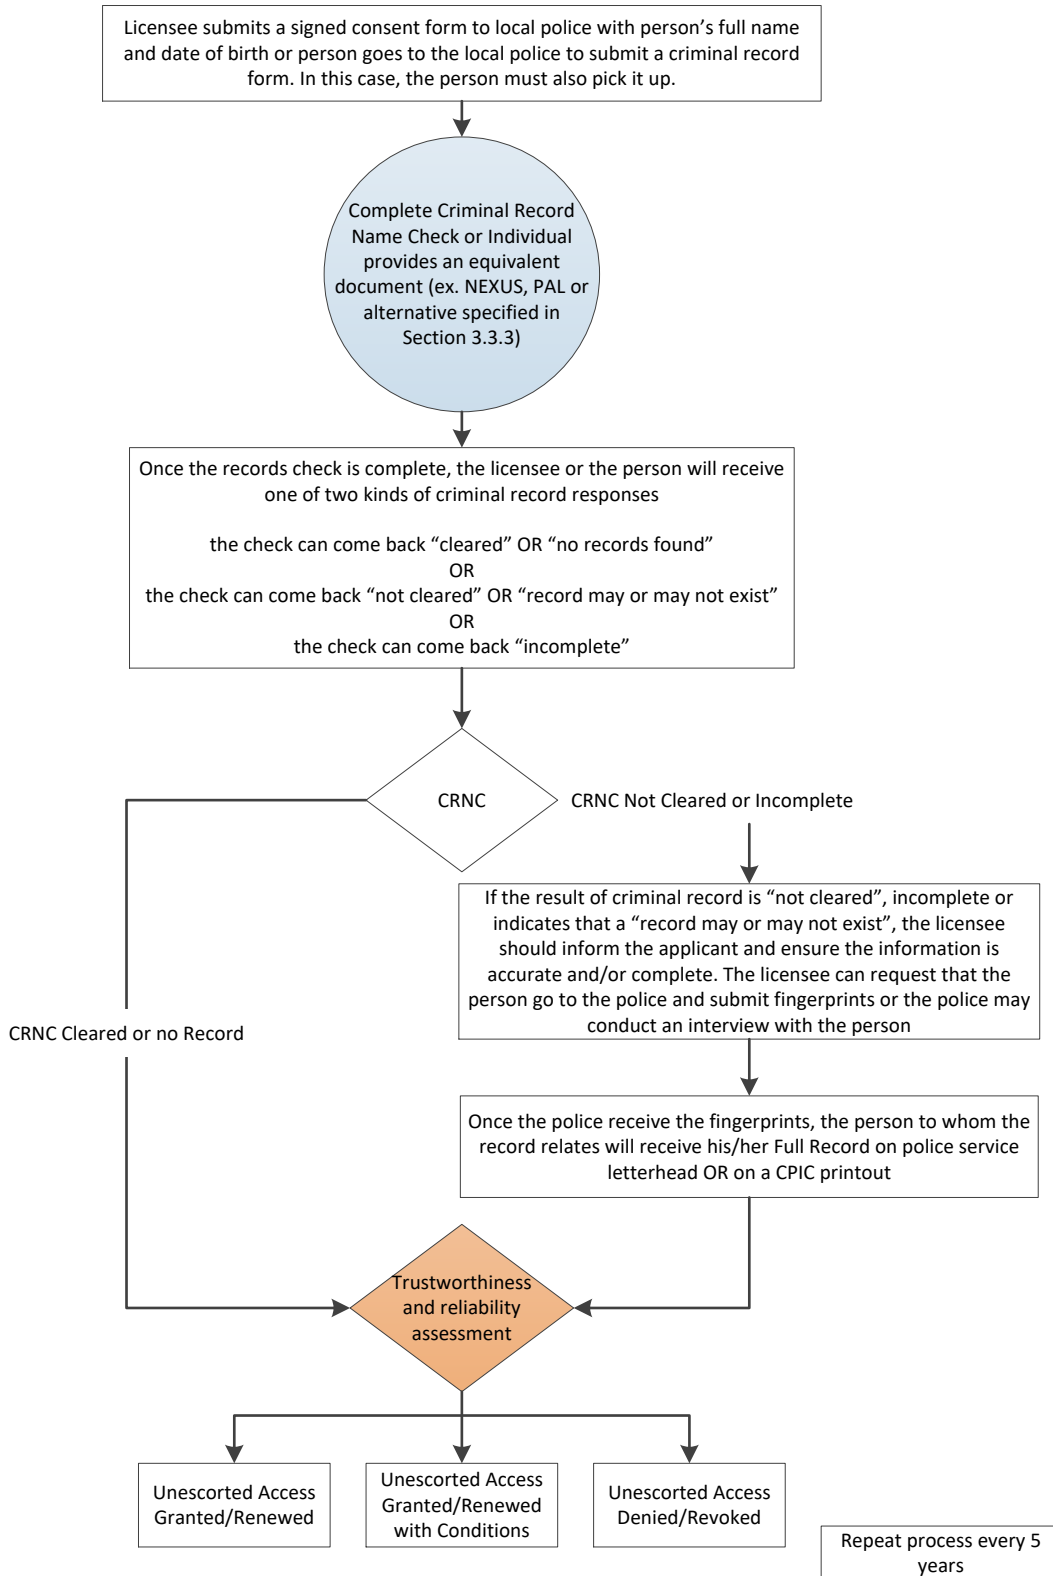 Licensee submits a signed consent form to local police with person’s full name
and date of birth or person goes to the local police to submit a criminal record
form. In this case, the person must also pick it up.
Complete Criminal Record
Name Check or Individual
provides an equivalent
document (ex. NEXUS, PAL or
alternative specified in
Section 3.3.3)
Once the records check is complete, the licensee or the person will receive
one of two kinds of criminal record responses
the check can come back “cleared” OR “no records found”
OR
the check can come back “not cleared” OR “record may or may not exist”
OR
the check can come back “incomplete”
CRNC
CRNC Not Cleared or Incomplete
If the result of criminal record is “not cleared”, incomplete or
indicates that a “record may or may not exist”, the licensee
should inform the applicant and ensure the information is
accurate and/or complete. The licensee can request that the
person go to the police and submit fingerprints or the police may
conduct an interview with the person
CRNC Cleared or no Record
Once the police receive the fingerprints, the person to whom the
record relates will receive his/her Full Record on police service
letterhead OR on a CPIC printout
Trustworthiness
and reliability
assessment
Unescorted Access
Granted/Renewed
Unescorted Access
Granted/Renewed
with Conditions
Unescorted Access
Denied/Revoked
Repeat process every 5
years